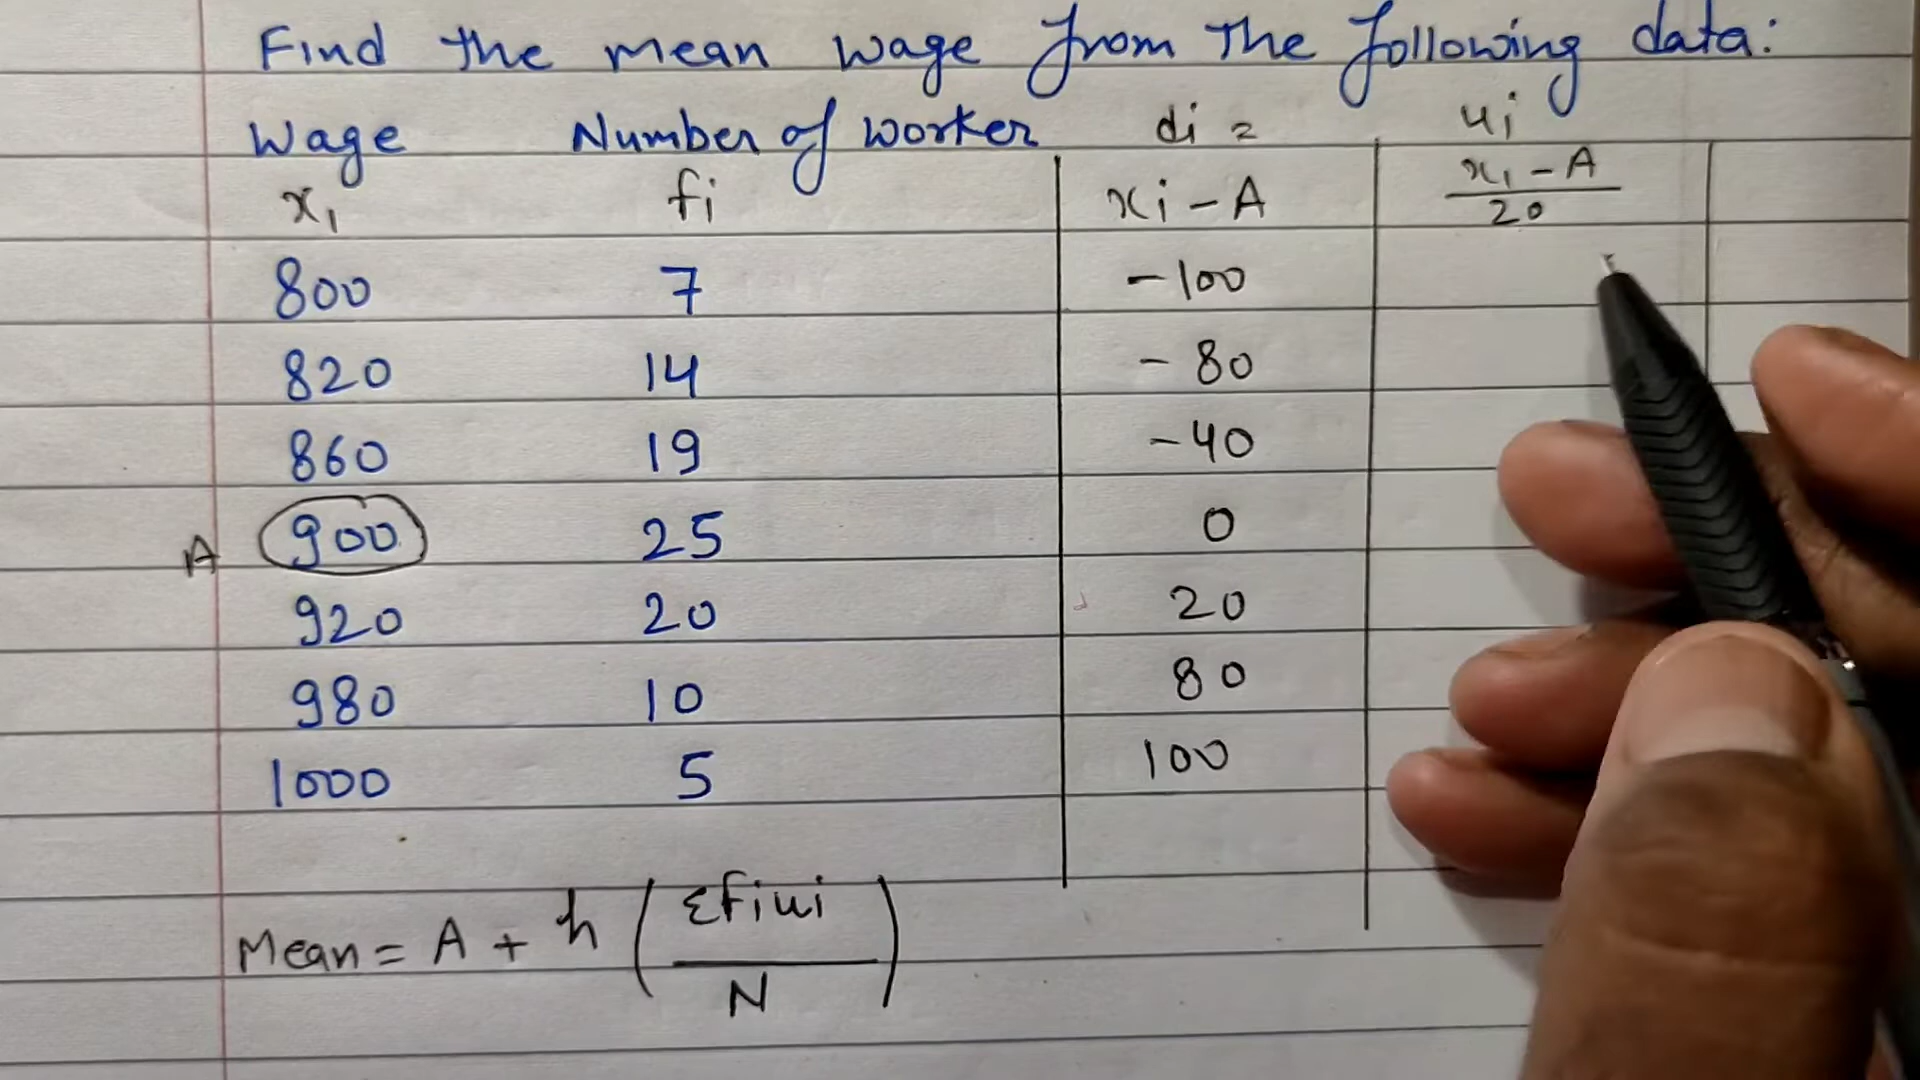 Find the mean wage from the following data:
Wage Number of worker di = ui
x1 fi xi - A x1 - A / 20
800 7 -100
820 14 -80
860 19 -40
A 900 25 0
920 20 20
980 10 80
1000 5 100
Mean = A + h ( Σfiui / N )